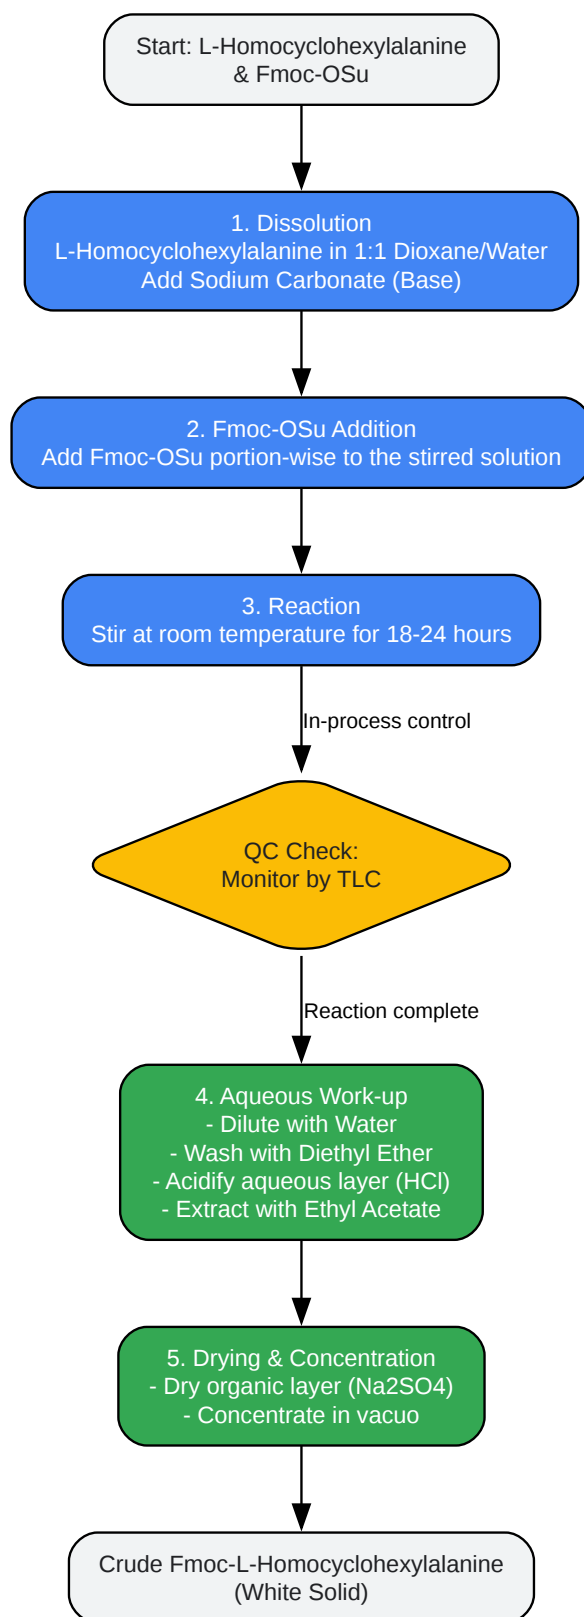 Start: L-Homocyclohexylalanine
& Fmoc-OSu
1. Dissolution
L-Homocyclohexylalanine in 1:1 Dioxane/Water
Add Sodium Carbonate (Base)
2. Fmoc-OSu Addition
Add Fmoc-OSu portion-wise to the stirred solution
3. Reaction
Stir at room temperature for 18-24 hours
In-process control
QC Check:
Monitor by TLC
Reaction complete
4. Aqueous Work-up
- Dilute with Water
- Wash with Diethyl Ether
- Acidify aqueous layer (HCl)
- Extract with Ethyl Acetate
5. Drying & Concentration
- Dry organic layer (Na2SO4)
- Concentrate in vacuo
Crude Fmoc-L-Homocyclohexylalanine
(White Solid)